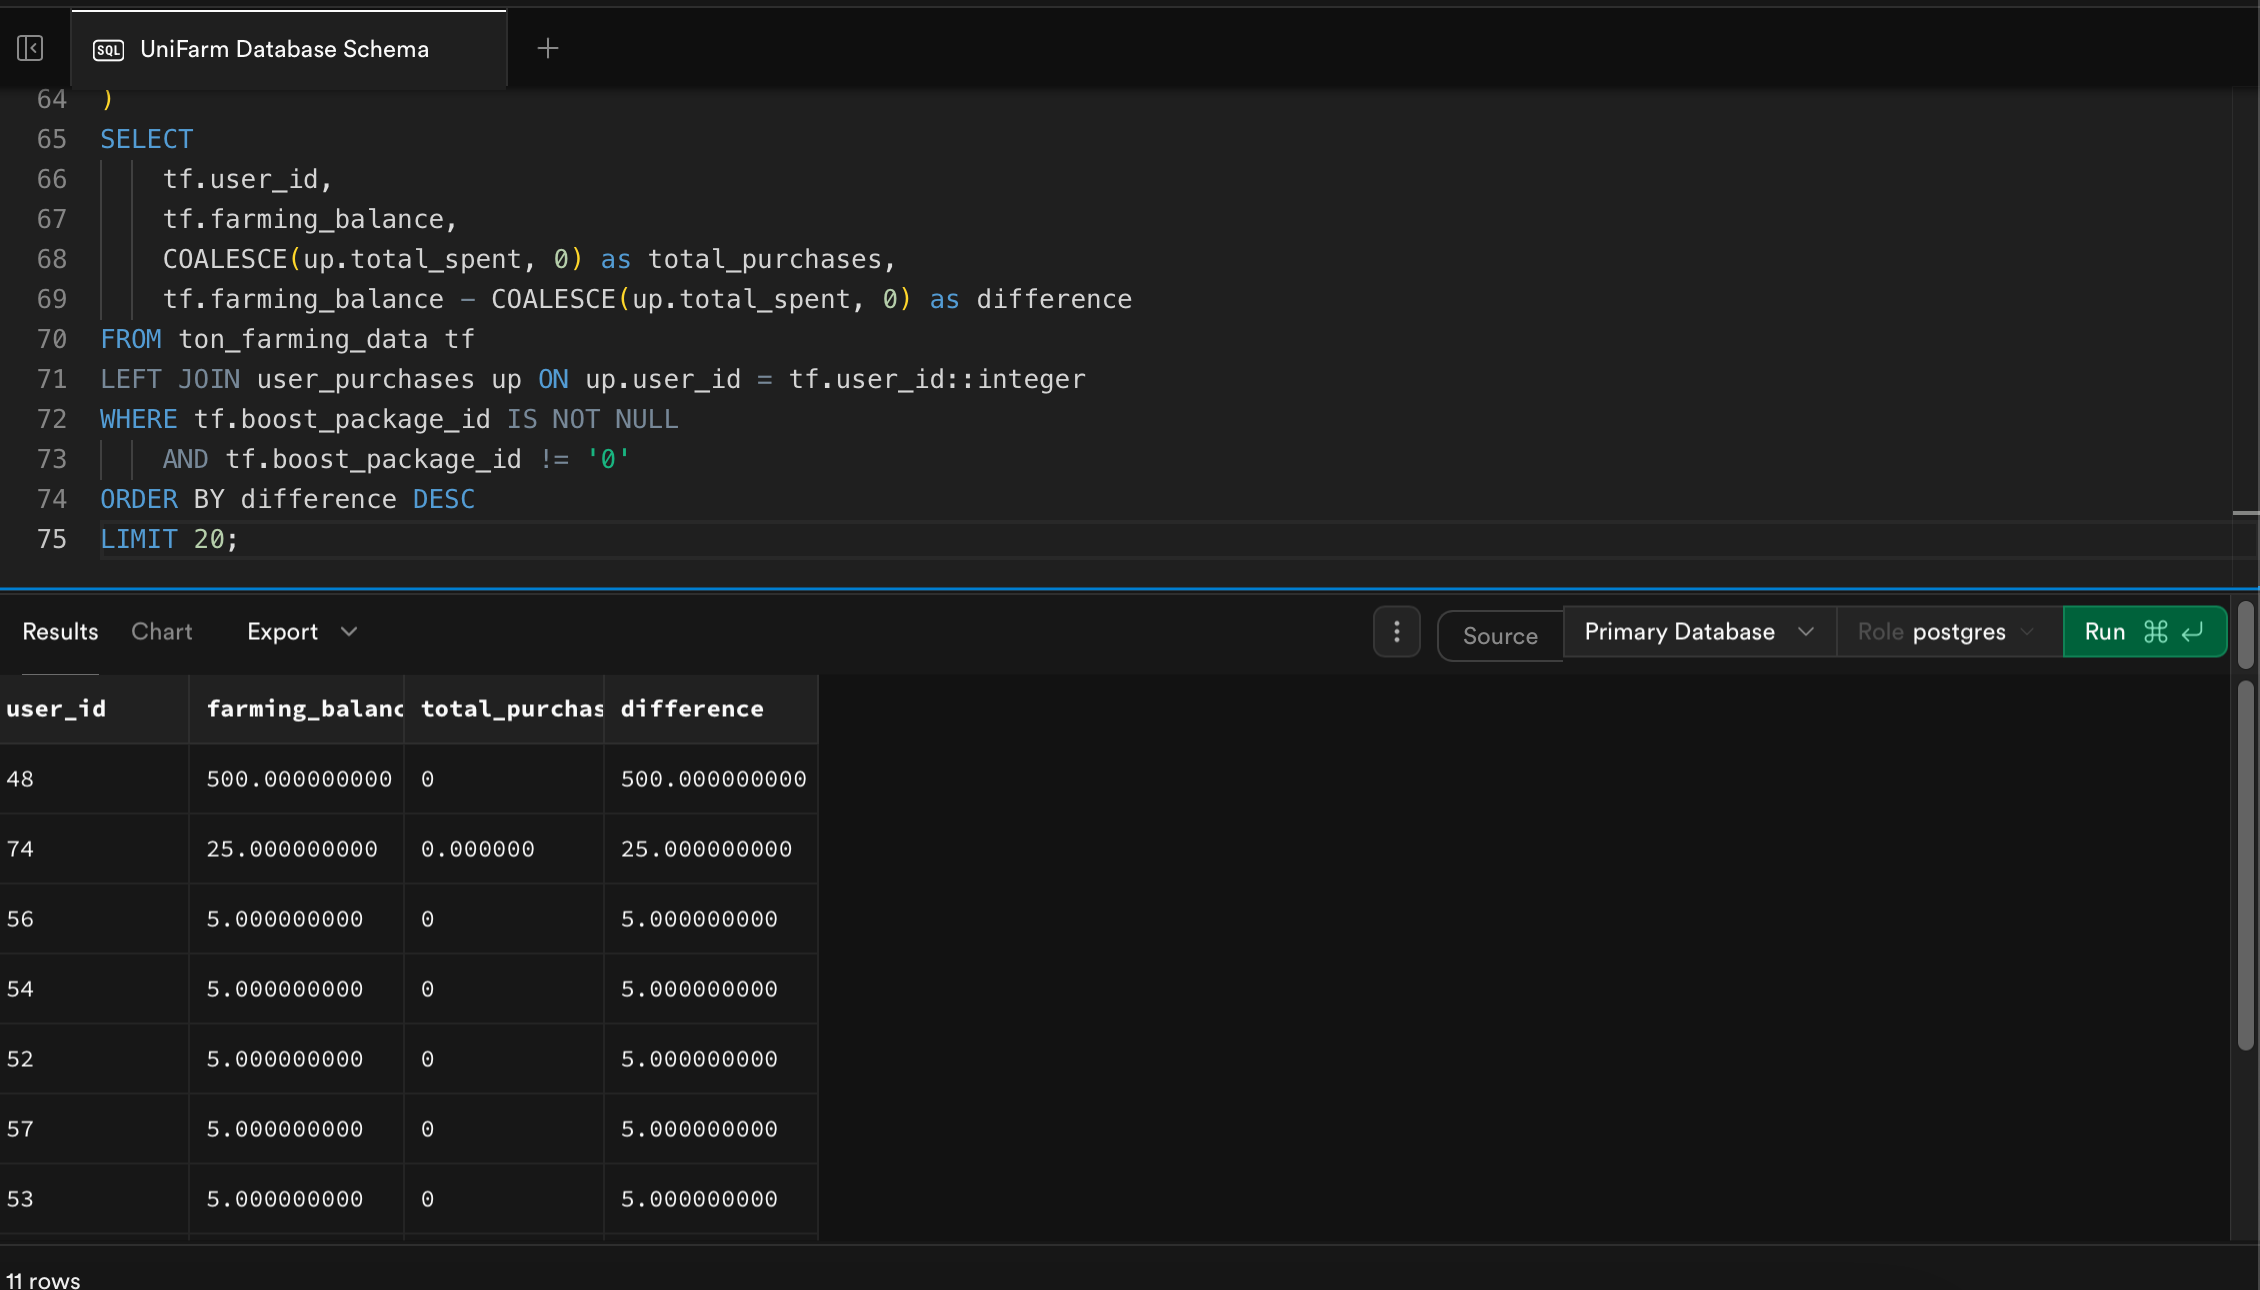 SQL UniFarm Database Schema +
64 )
65 SELECT
66 tf.user_id,
67 tf.farming_balance,
68 COALESCE(up.total_spent, 0) as total_purchases,
69 tf.farming_balance - COALESCE(up.total_spent, 0) as difference
70 FROM ton_farming_data tf
71 LEFT JOIN user_purchases up ON up.user_id = tf.user_id::integer
72 WHERE tf.boost_package_id IS NOT NULL
73 AND tf.boost_package_id != '0'
74 ORDER BY difference DESC
75 LIMIT 20;
Results Chart Export Source Primary Database Role postgres Run ⌘ ↵
user_id farming_balanc total_purchas difference
48 500.000000000 0 500.000000000
74 25.000000000 0.000000 25.000000000
56 5.000000000 0 5.000000000
54 5.000000000 0 5.000000000
52 5.000000000 0 5.000000000
57 5.000000000 0 5.000000000
53 5.000000000 0 5.000000000
11 rows